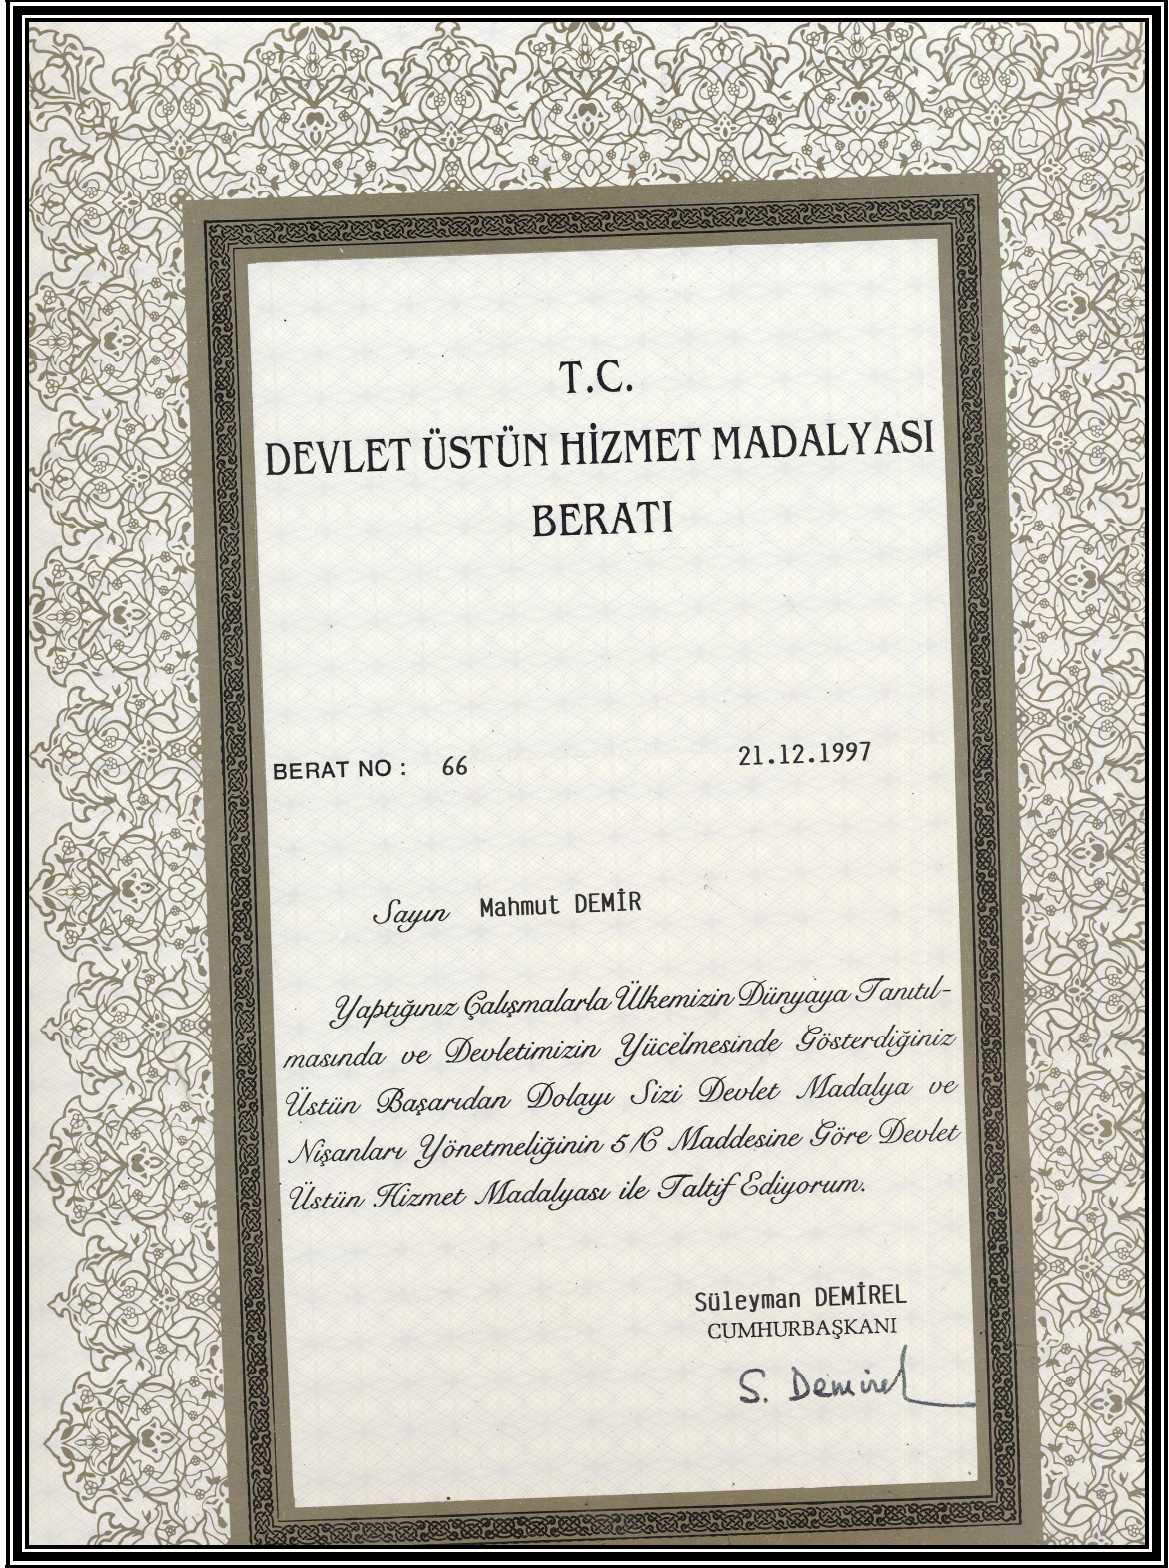 T.C.
DEVLET ÜSTÜN HİZMET MADALYASI
BERATI
BERAT NO : 66 21.12.1997
Sayın Mahmut DEMİR
Yaptığınız Çalışmalarla Ülkemizin Dünyaya Tanıtıl-
masında ve Devletimizin Yücelmesinde Gösterdiğiniz
Üstün Başarıdan Dolayı Sizi Devlet Madalya ve
Nişanları Yönetmeliğinin 5/C Maddesine Göre Devlet
Üstün Hizmet Madalyası ile Taltif Ediyorum.
Süleyman DEMİREL
CUMHURBAŞKANI
S. Demirel